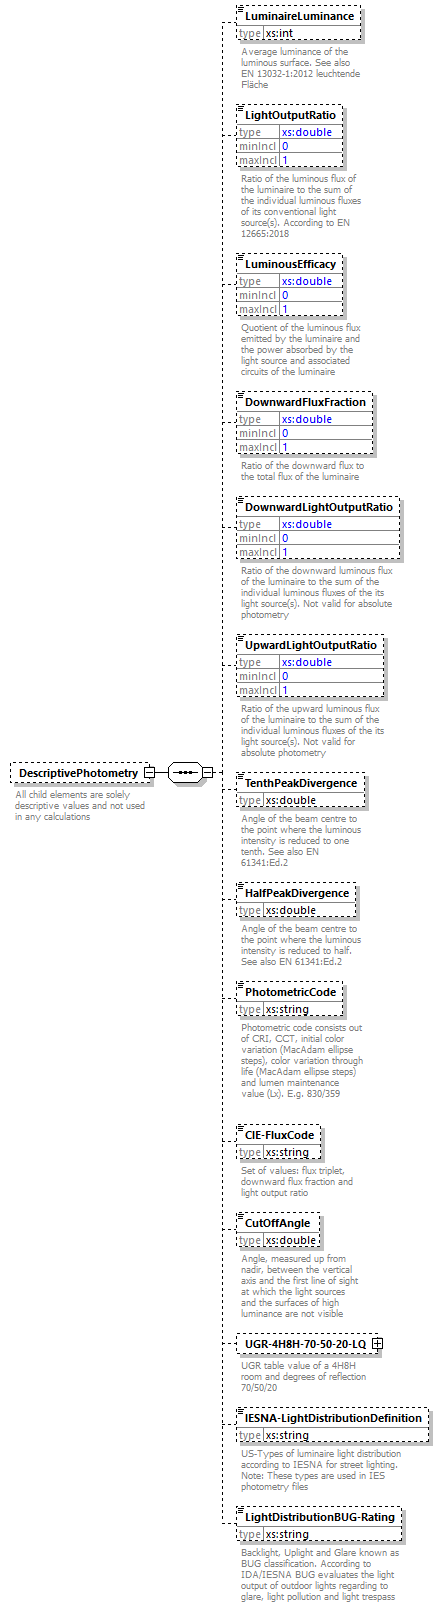 LuminaireLuminance
type xs:int
Average luminance of the
luminous surface. See also
EN 13032-1:2012 leuchtende
Fläche
LightOutputRatio
type xs:double
minIncl 0
maxIncl 1
Ratio of the luminous flux of
the luminaire to the sum of
the individual luminous fluxes
of its conventional light
source(s). According to EN
12665:2018
LuminousEfficacy
type xs:double
minIncl 0
maxIncl 1
Quotient of the luminous flux
emitted by the luminaire and
the power absorbed by the
light source and associated
circuits of the luminaire
DownwardFluxFraction
type xs:double
minIncl 0
maxIncl 1
Ratio of the downward flux to
the total flux of the luminaire
DownwardLightOutputRatio
type xs:double
minIncl 0
maxIncl 1
Ratio of the downward luminous flux
of the luminaire to the sum of the
individual luminous fluxes of the its
light source(s). Not valid for absolute
photometry
UpwardLightOutputRatio
type xs:double
minIncl 0
maxIncl 1
Ratio of the upward luminous flux
of the luminaire to the sum of the
individual luminous fluxes of the its
light source(s). Not valid for
absolute photometry
DescriptivePhotometry
All child elements are solely
descriptive values and not used
in any calculations
TenthPeakDivergence
type xs:double
Angle of the beam centre to
the point where the luminous
intensity is reduced to one
tenth. See also EN
61341:Ed.2
HalfPeakDivergence
type xs:double
Angle of the beam centre to
the point where the luminous
intensity is reduced to half.
See also EN 61341:Ed.2
PhotometricCode
type xs:string
Photometric code consists out
of CRI, CCT, initial color
variation (MacAdam ellipse
steps), color variation through
life (MacAdam ellipse steps)
and lumen maintenance
value (Lx). E.g. 830/359
CIE-FluxCode
type xs:string
Set of values: flux triplet,
downward flux fraction and
light output ratio
CutOffAngle
type xs:double
Angle, measured up from
nadir, between the vertical
axis and the first line of sight
at which the light sources
and the surfaces of high
luminance are not visible
UGR-4H8H-70-50-20-LQ
UGR table value of a 4H8H
room and degrees of reflection
70/50/20
IESNA-LightDistributionDefinition
type xs:string
US-Types of luminaire light distribution
according to IESNA for street lighting.
Note: These types are used in IES
photometry files
LightDistributionBUG-Rating
type xs:string
Backlight, Uplight and Glare known as
BUG classification. According to
IDA/IESNA BUG evaluates the light
output of outdoor lights regarding to
glare, light pollution and light trespass